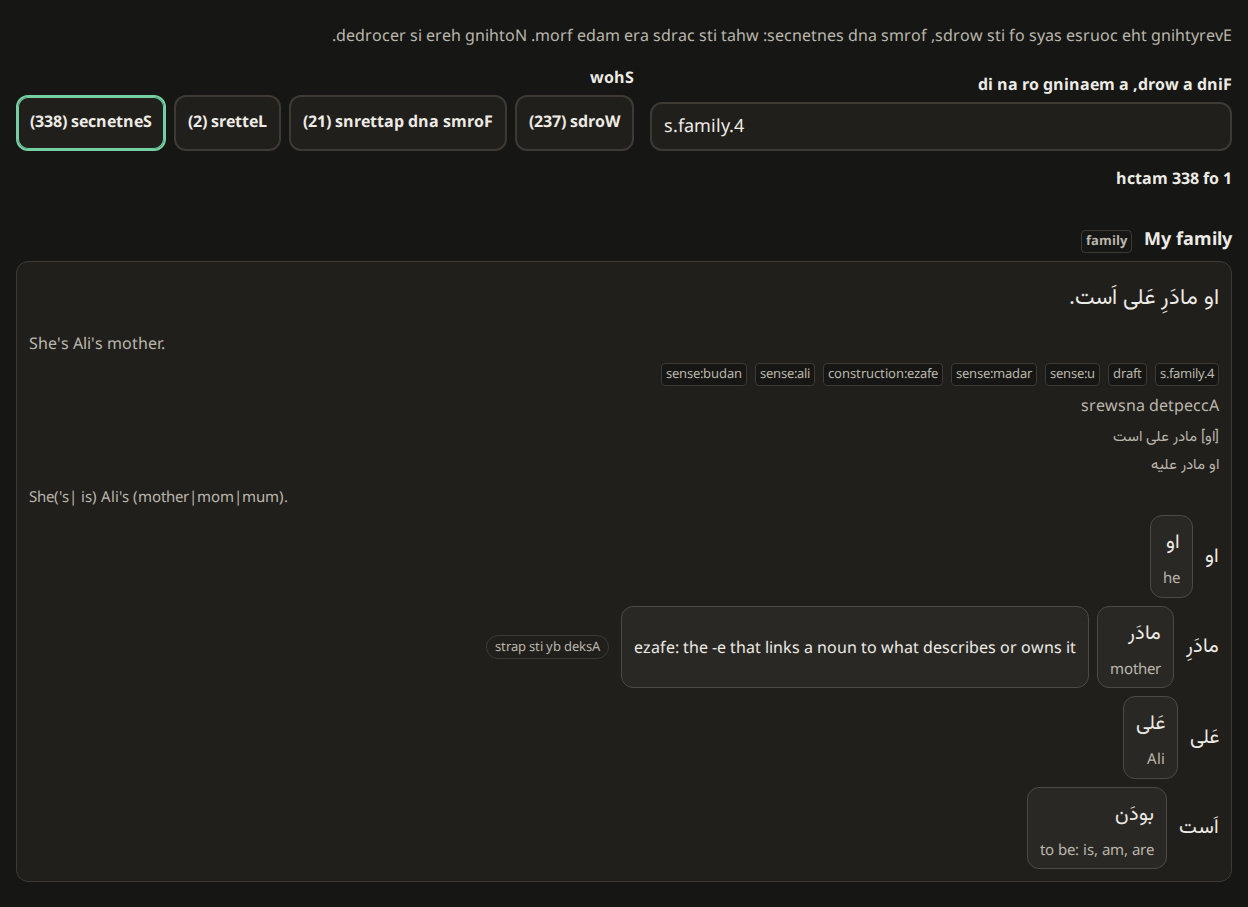 .dedrocer si ereh gnihtoN .mrof edam era sdrac sti tahw :secnetnes dna smrof ,sdrow sti fo syas esruoc eht gnihtyrevE
di na ro gninaem a ,drow a dniF
s.family.4
wohS
(237) sdroW
(21) snrettap dna smroF
(2) sretteL
(338) secnetneS
hctam 338 fo 1
My family
family
او مادَرِ عَلی اَست.
She's Ali's mother.
s.family.4 draft sense:u sense:madar construction:ezafe sense:ali sense:budan
srewsna detpeccA
[او] مادر علی است
او مادر علیه
She('s| is) Ali's (mother|mom|mum).
او
او
he
مادَرِ
مادَر
mother
ezafe: the -e that links a noun to what describes or owns it
strap sti yb deksA
عَلی
عَلی
Ali
اَست
بودَن
to be: is, am, are